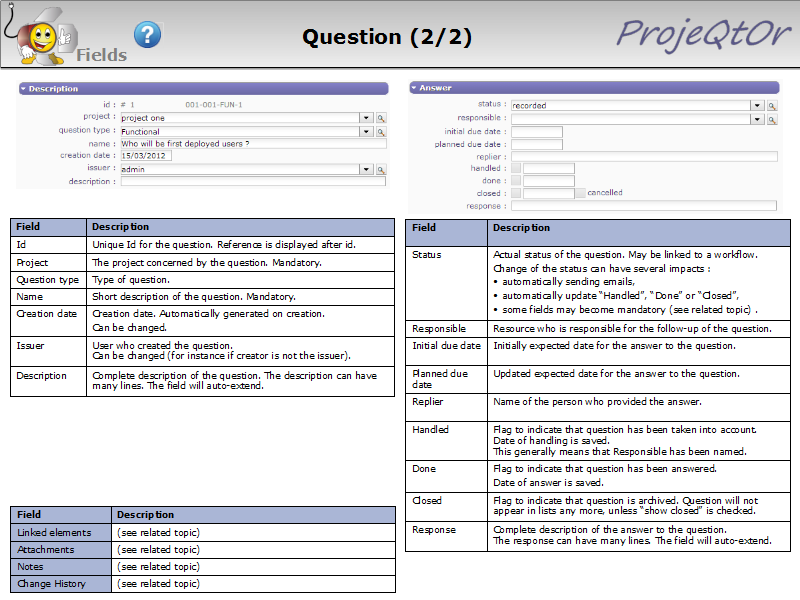 Fields
?
Question (2/2)
ProjeQtOr
Description
id : # 1 001-001-FUN-1
project : project one
question type : Functional
name : Who will be first deployed users ?
creation date : 15/03/2012
issuer : admin
description :
Answer
status : recorded
responsible :
initial due date :
planned due date :
replier :
handled :
done :
closed : cancelled
response :
Field Description
Id Unique Id for the question. Reference is displayed after id.
Project The project concerned by the question. Mandatory.
Question type Type of question.
Name Short description of the question. Mandatory.
Creation date Creation date. Automatically generated on creation.
Can be changed.
Issuer User who created the question.
Can be changed (for instance if creator is not the issuer).
Description Complete description of the question. The description can have
many lines. The field will auto-extend.
Field Description
Linked elements (see related topic)
Attachments (see related topic)
Notes (see related topic)
Change History (see related topic)
Field Description
Status Actual status of the question. May be linked to a workflow.
Change of the status can have several impacts :
• automatically sending emails,
• automatically update “Handled”, “Done” or “Closed”,
• some fields may become mandatory (see related topic) .
Responsible Resource who is responsible for the follow-up of the question.
Initial due date Initially expected date for the answer to the question.
Planned due Updated expected date for the answer to the question.
date
Replier Name of the person who provided the answer.
Handled Flag to indicate that question has been taken into account.
Date of handling is saved.
This generally means that Responsible has been named.
Done Flag to indicate that question has been answered.
Date of answer is saved.
Closed Flag to indicate that question is archived. Question will not
appear in lists any more, unless “show closed” is checked.
Response Complete description of the answer to the question.
The response can have many lines. The field will auto-extend.